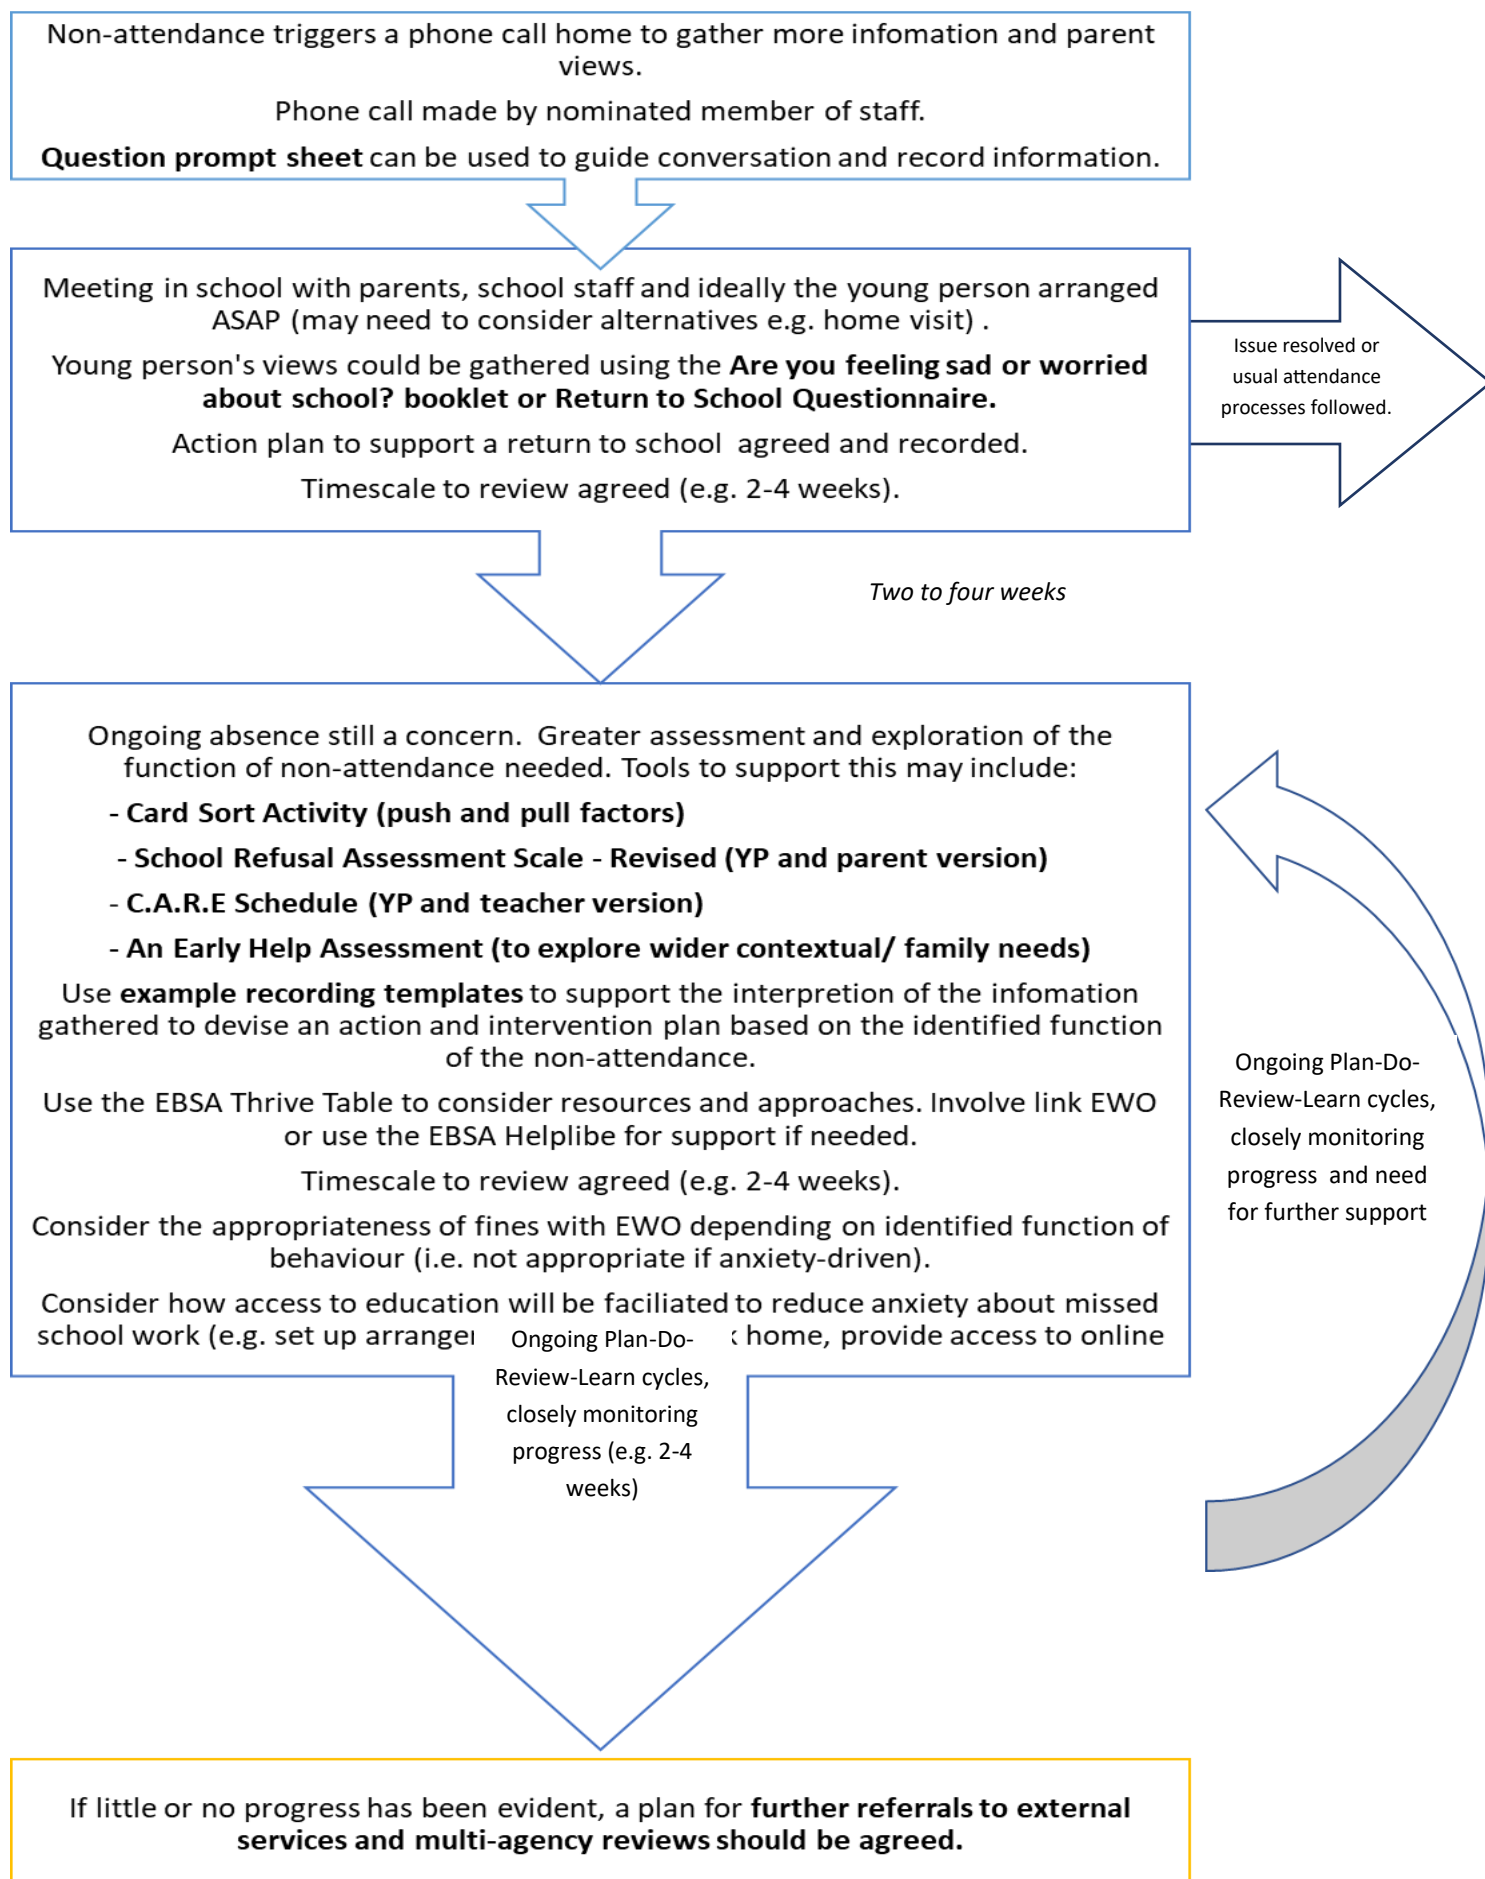 Non-attendance triggers a phone call home to gather more infomation and parent
views.
Phone call made by nominated member of staff.
Question prompt sheet can be used to guide conversation and record information.
Meeting in school with parents, school staff and ideally the young person arranged
ASAP (may need to consider alternatives e.g. home visit) .
Young person's views could be gathered using the Are you feeling sad or worried
about school? booklet or Return to School Questionnaire.
Action plan to support a return to school agreed and recorded.
Timescale to review agreed (e.g. 2-4 weeks).
Issue resolved or
usual attendance
processes followed.
Two to four weeks
Ongoing absence still a concern. Greater assessment and exploration of the
function of non-attendance needed. Tools to support this may include:
- Card Sort Activity (push and pull factors)
- School Refusal Assessment Scale - Revised (YP and parent version)
- C.A.R.E Schedule (YP and teacher version)
- An Early Help Assessment (to explore wider contextual/ family needs)
Use example recording templates to support the interpretion of the infomation
gathered to devise an action and intervention plan based on the identified function
of the non-attendance.
Use the EBSA Thrive Table to consider resources and approaches. Involve link EWO
or use the EBSA Helplibe for support if needed.
Timescale to review agreed (e.g. 2-4 weeks).
Consider the appropriateness of fines with EWO depending on identified function of
behaviour (i.e. not appropriate if anxiety-driven).
Consider how access to education will be faciliated to reduce anxiety about missed
school work (e.g. set up home, provide access to online
Ongoing Plan-Do-
Review-Learn cycles,
closely monitoring
progress (e.g. 2-4
weeks)
Ongoing Plan-Do-
Review-Learn cycles,
closely monitoring
progress and need
for further support
If little or no progress has been evident, a plan for further referrals to external
services and multi-agency reviews should be agreed.